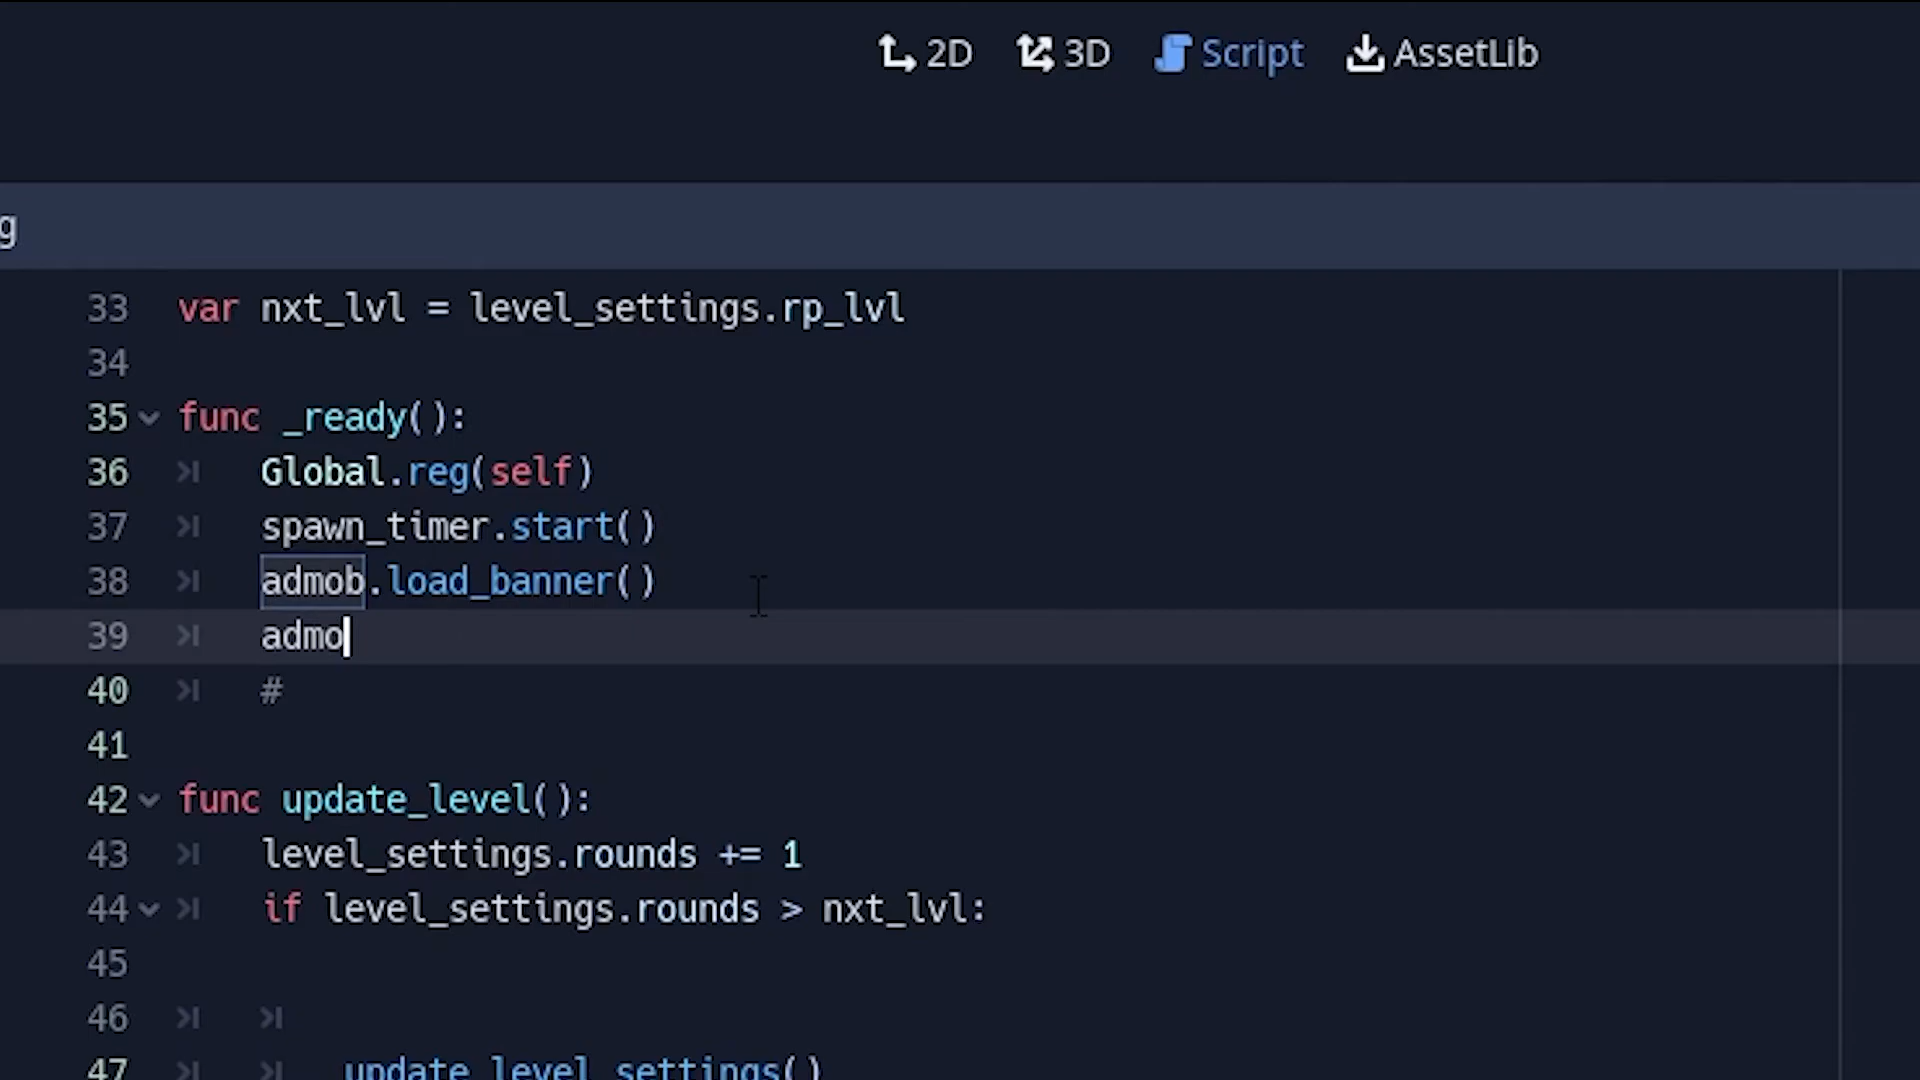 2D 3D Script AssetLib
g
33 var nxt_lvl = level_settings.rp_lvl
34
35 func _ready():
36 Global.reg(self)
37 spawn_timer.start()
38 admob.load_banner()
39 admo
40 #
41
42 func update_level():
43 level_settings.rounds += 1
44 if level_settings.rounds > nxt_lvl:
45
46
47 update_level_settings()